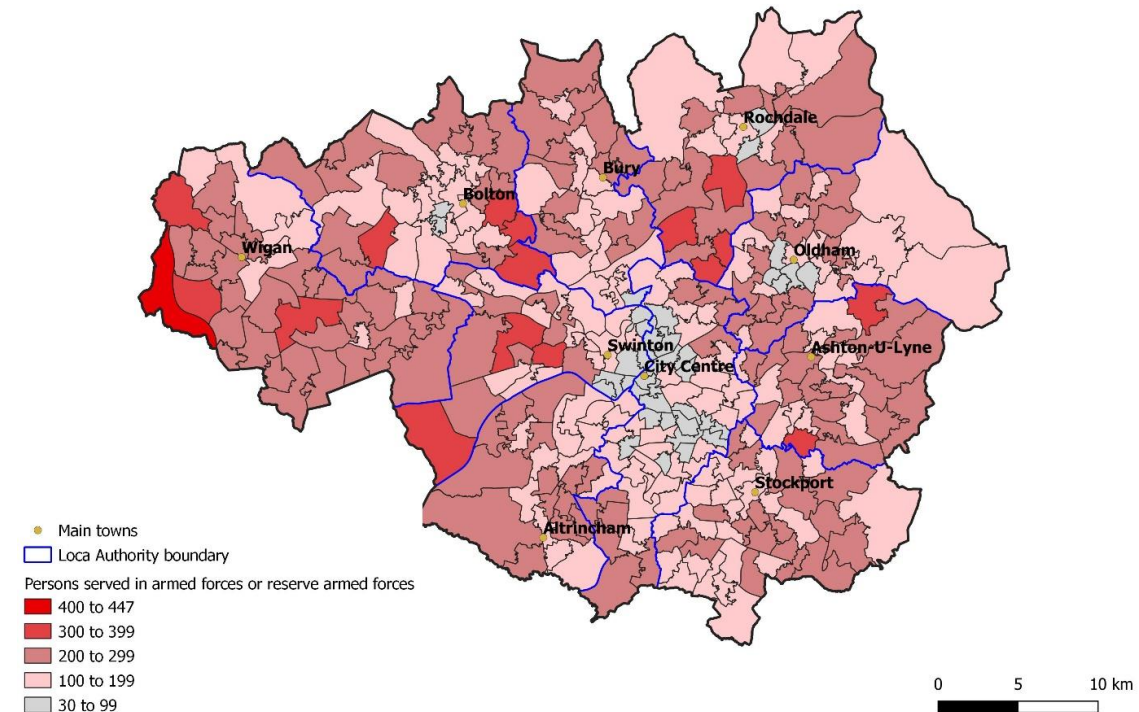 Rochdale
Bury
Bolton
Wigan
Oldham
Swinton
Ashton-U-Lyne
City Centre
Stockport
Altrincham
Main towns
Loca Authority boundary
Persons served in armed forces or reserve armed forces
400 to 447
300 to 399
200 to 299
100 to 199
30 to 99
0 5 10 km